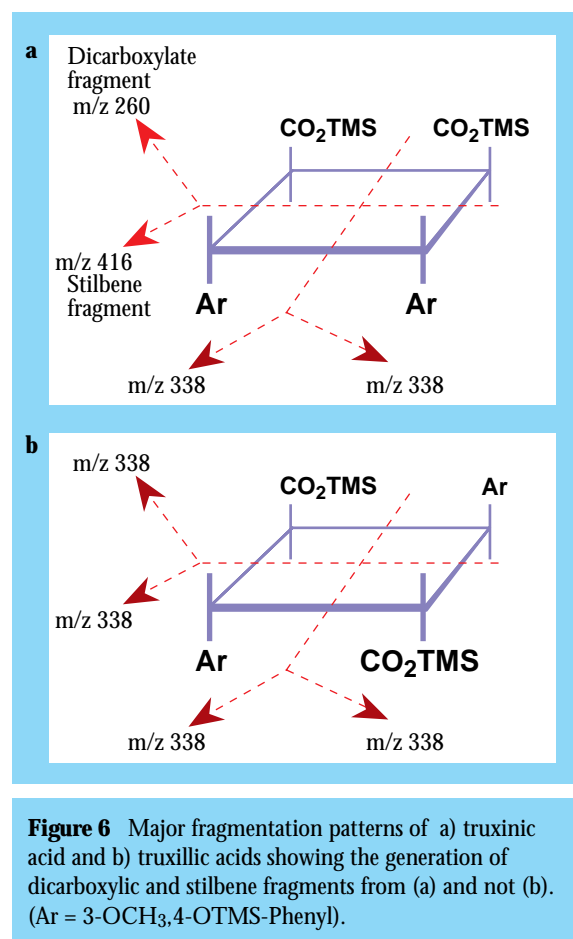 a
Dicarboxylate
fragment
m/z 260
CO₂TMS CO₂TMS
m/z 416
Stilbene
fragment
Ar Ar
m/z 338 m/z 338
b
m/z 338
CO₂TMS Ar
m/z 338
Ar CO₂TMS
m/z 338 m/z 338
Figure 6 Major fragmentation patterns of a) truxinic
acid and b) truxillic acids showing the generation of
dicarboxylic and stilbene fragments from (a) and not (b).
(Ar = 3-OCH₃,4-OTMS-Phenyl).